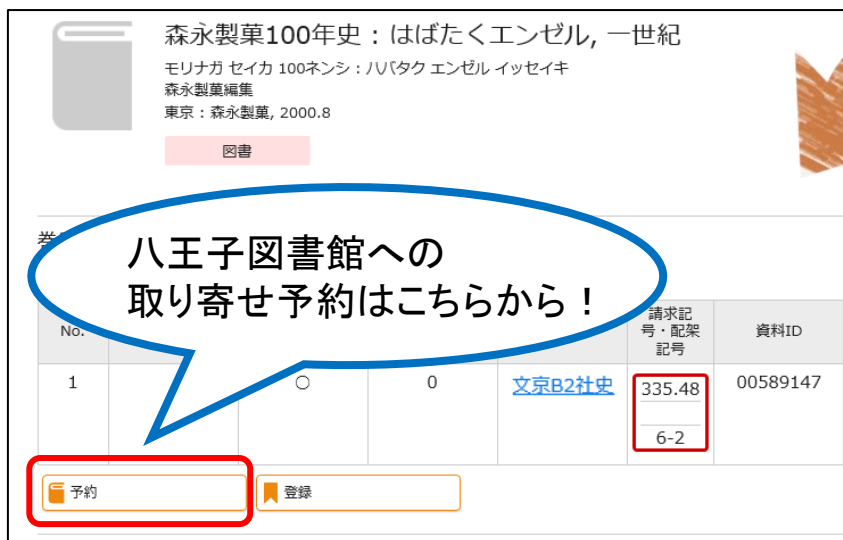 森永製菓100年史 : はばたくエンゼル, 一世紀
モリナガ セイカ 100ネンシ : ハバタク エンゼル イッセイキ
森永製菓編集
東京 : 森永製菓, 2000.8
図書
八王子図書館への
取り寄せ予約はこちらから！
No.
請求記
号・配架
記号
資料ID
1
○
0
文京B2社史
335.48
6-2
00589147
予約
登録